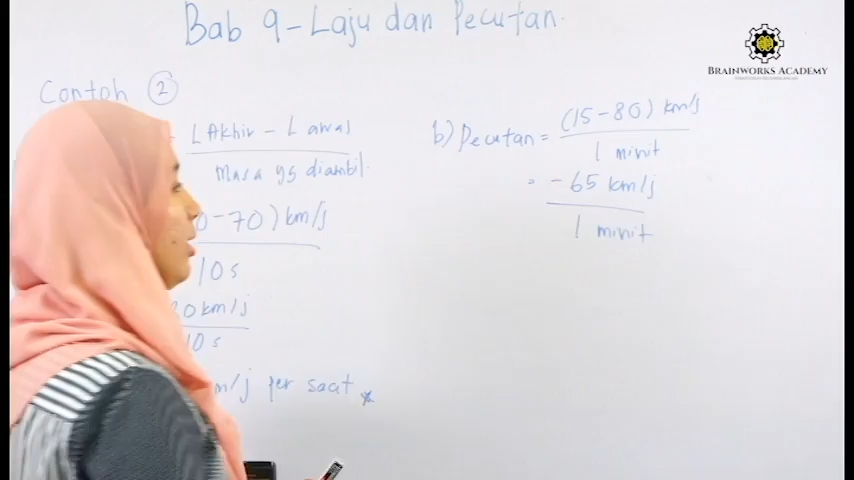 Bab 9 - Laju dan Pecutan.
BRAINWORKS ACADEMY
Contoh 2
L Akhir - L awal
Masa yg diambil.
0 - 70) km/j
10 s
0 km/j
10 s
m/j per saat
b) Pecutan = (15 - 80) km/j
1 minit
= -65 km/j
1 minit